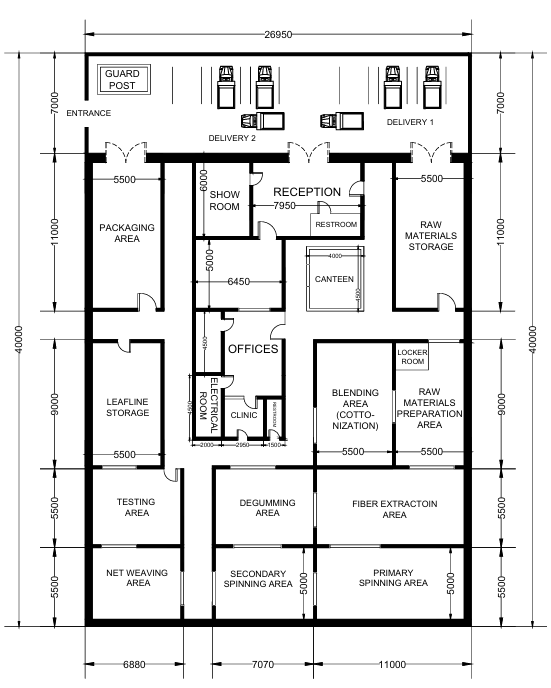 26950
GUARD
POST
7000
7000
ENTRANCE
DELIVERY 2
DELIVERY 1
5500
6000
SHOW
ROOM
RECEPTION
7950
RESTROOM
5500
11000
PACKAGING
AREA
RAW
MATERIALS
STORAGE
11000
5000
6450
4000
CANTEEN
4500
40000
40000
4500
OFFICES
9000
LEAFLINE
STORAGE
5500
4500
ELECTRICAL
ROOM
CLINIC
RESTROOM
2000
2950
1500
BLENDING
AREA
(COTTO-
NIZATION)
5500
LOCKER
ROOM
RAW
MATERIALS
PREPARATION
AREA
5500
9000
5500
TESTING
AREA
DEGUMMING
AREA
FIBER EXTRACTOIN
AREA
5500
5500
NET WEAVING
AREA
SECONDARY
SPINNING AREA
5000
PRIMARY
SPINNING AREA
5000
5500
6880
7070
11000